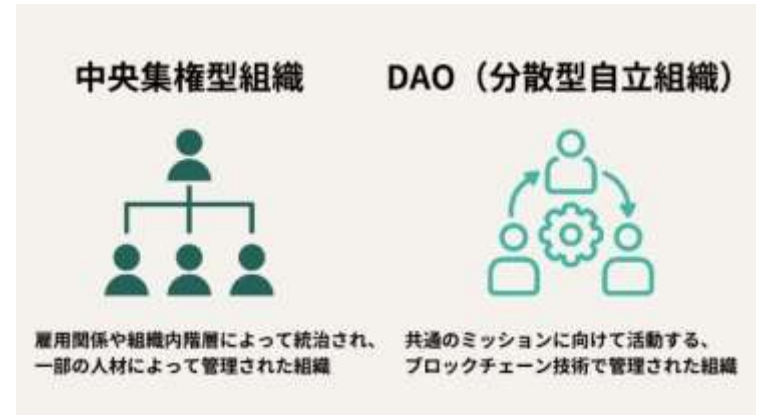 中央集権型組織
雇用関係や組織内階層によって統治され、
一部の人材によって管理された組織
DAO（分散型自立組織）
共通のミッションに向けて活動する、
ブロックチェーン技術で管理された組織